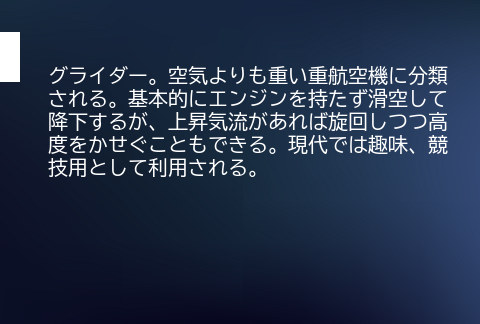 グライダー。空気よりも重い重航空機に分類
される。基本的にエンジンを持たず滑空して
降下するが、上昇気流があれば旋回しつつ高
度をかせぐこともできる。現代では趣味、競
技用として利用される。